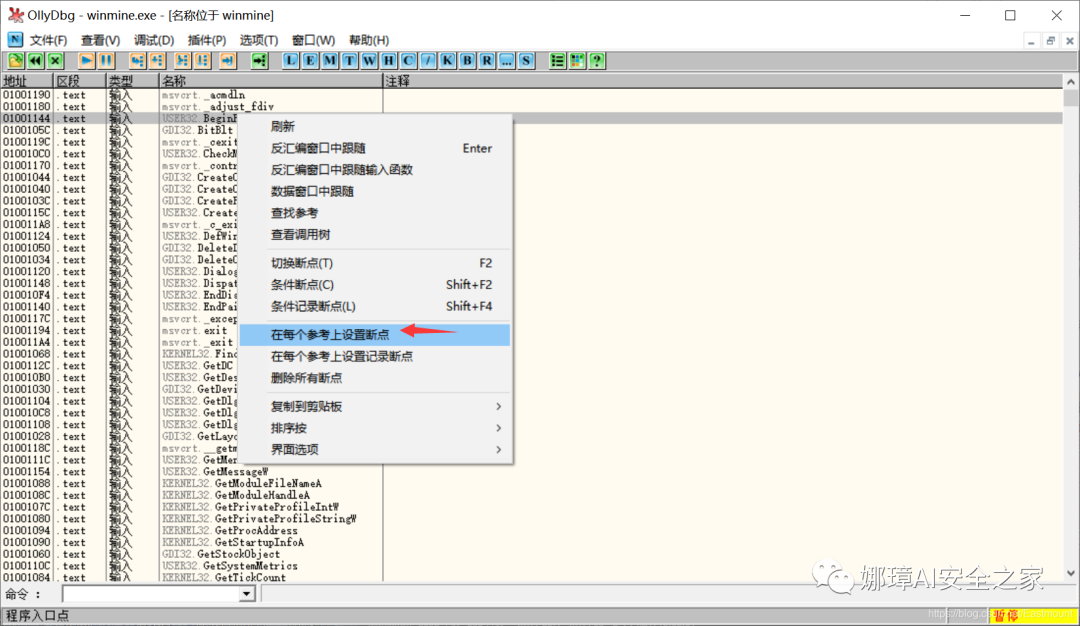 OllyDbg - winmine.exe - [名称位于 winmine]
文件(F) 查看(V) 调试(D) 插件(P) 选项(T) 窗口(W) 帮助(H)
L E M T W H C / K B R ... S ?
地址 区段 类型 名称 注释
01001190 .text 输入 msvcrt._acmdln
01001180 .text 输入 msvcrt._adjust_fdiv
01001144 .text 输入 USER32.Begin
0100105C .text 输入 GDI32.BitBlt
0100119C .text 输入 msvcrt._cexit
010010C0 .text 输入 USER32.CheckM
01001170 .text 输入 msvcrt._contr
01001044 .text 输入 GDI32.CreateC
01001040 .text 输入 GDI32.CreateC
0100103C .text 输入 GDI32.CreateF
0100115C .text 输入 USER32.Create
010011A8 .text 输入 msvcrt._c_exi
01001124 .text 输入 USER32.DefWin
01001050 .text 输入 GDI32.DeleteD
01001034 .text 输入 GDI32.DeleteO
01001120 .text 输入 USER32.Dialog
01001148 .text 输入 USER32.Dispat
010010F4 .text 输入 USER32.EndDia
01001140 .text 输入 USER32.EndPai
0100117C .text 输入 msvcrt._excep
01001194 .text 输入 msvcrt.exit
010011A4 .text 输入 msvcrt._exit
01001068 .text 输入 KERNEL32.Find
0100112C .text 输入 USER32.GetDC
010010B0 .text 输入 USER32.GetDes
01001030 .text 输入 GDI32.GetDevi
01001104 .text 输入 USER32.GetDlg
010010C8 .text 输入 USER32.GetDlg
01001108 .text 输入 USER32.GetDlg
01001028 .text 输入 GDI32.GetLayo
0100118C .text 输入 msvcrt.__getm
0100111C .text 输入 USER32.GetMen
01001154 .text 输入 USER32.GetMessageW
01001088 .text 输入 KERNEL32.GetModuleFileNameA
0100108C .text 输入 KERNEL32.GetModuleHandleA
0100107C .text 输入 KERNEL32.GetPrivateProfileIntW
01001080 .text 输入 KERNEL32.GetPrivateProfileStringW
01001094 .text 输入 KERNEL32.GetProcAddress
01001090 .text 输入 KERNEL32.GetStartupInfoA
01001060 .text 输入 GDI32.GetStockObject
0100110C .text 输入 USER32.GetSystemMetrics
01001084 .text 输入 KERNEL32.GetTickCount
刷新
反汇编窗口中跟随 Enter
反汇编窗口中跟随输入函数
数据窗口中跟随
查找参考
查看调用树
切换断点(T) F2
条件断点(C) Shift+F2
条件记录断点(L) Shift+F4
在每个参考上设置断点
在每个参考上设置记录断点
删除所有断点
复制到剪贴板
排序按
界面选项
娜璋AI安全之家
命令：
程序入口点
暂停